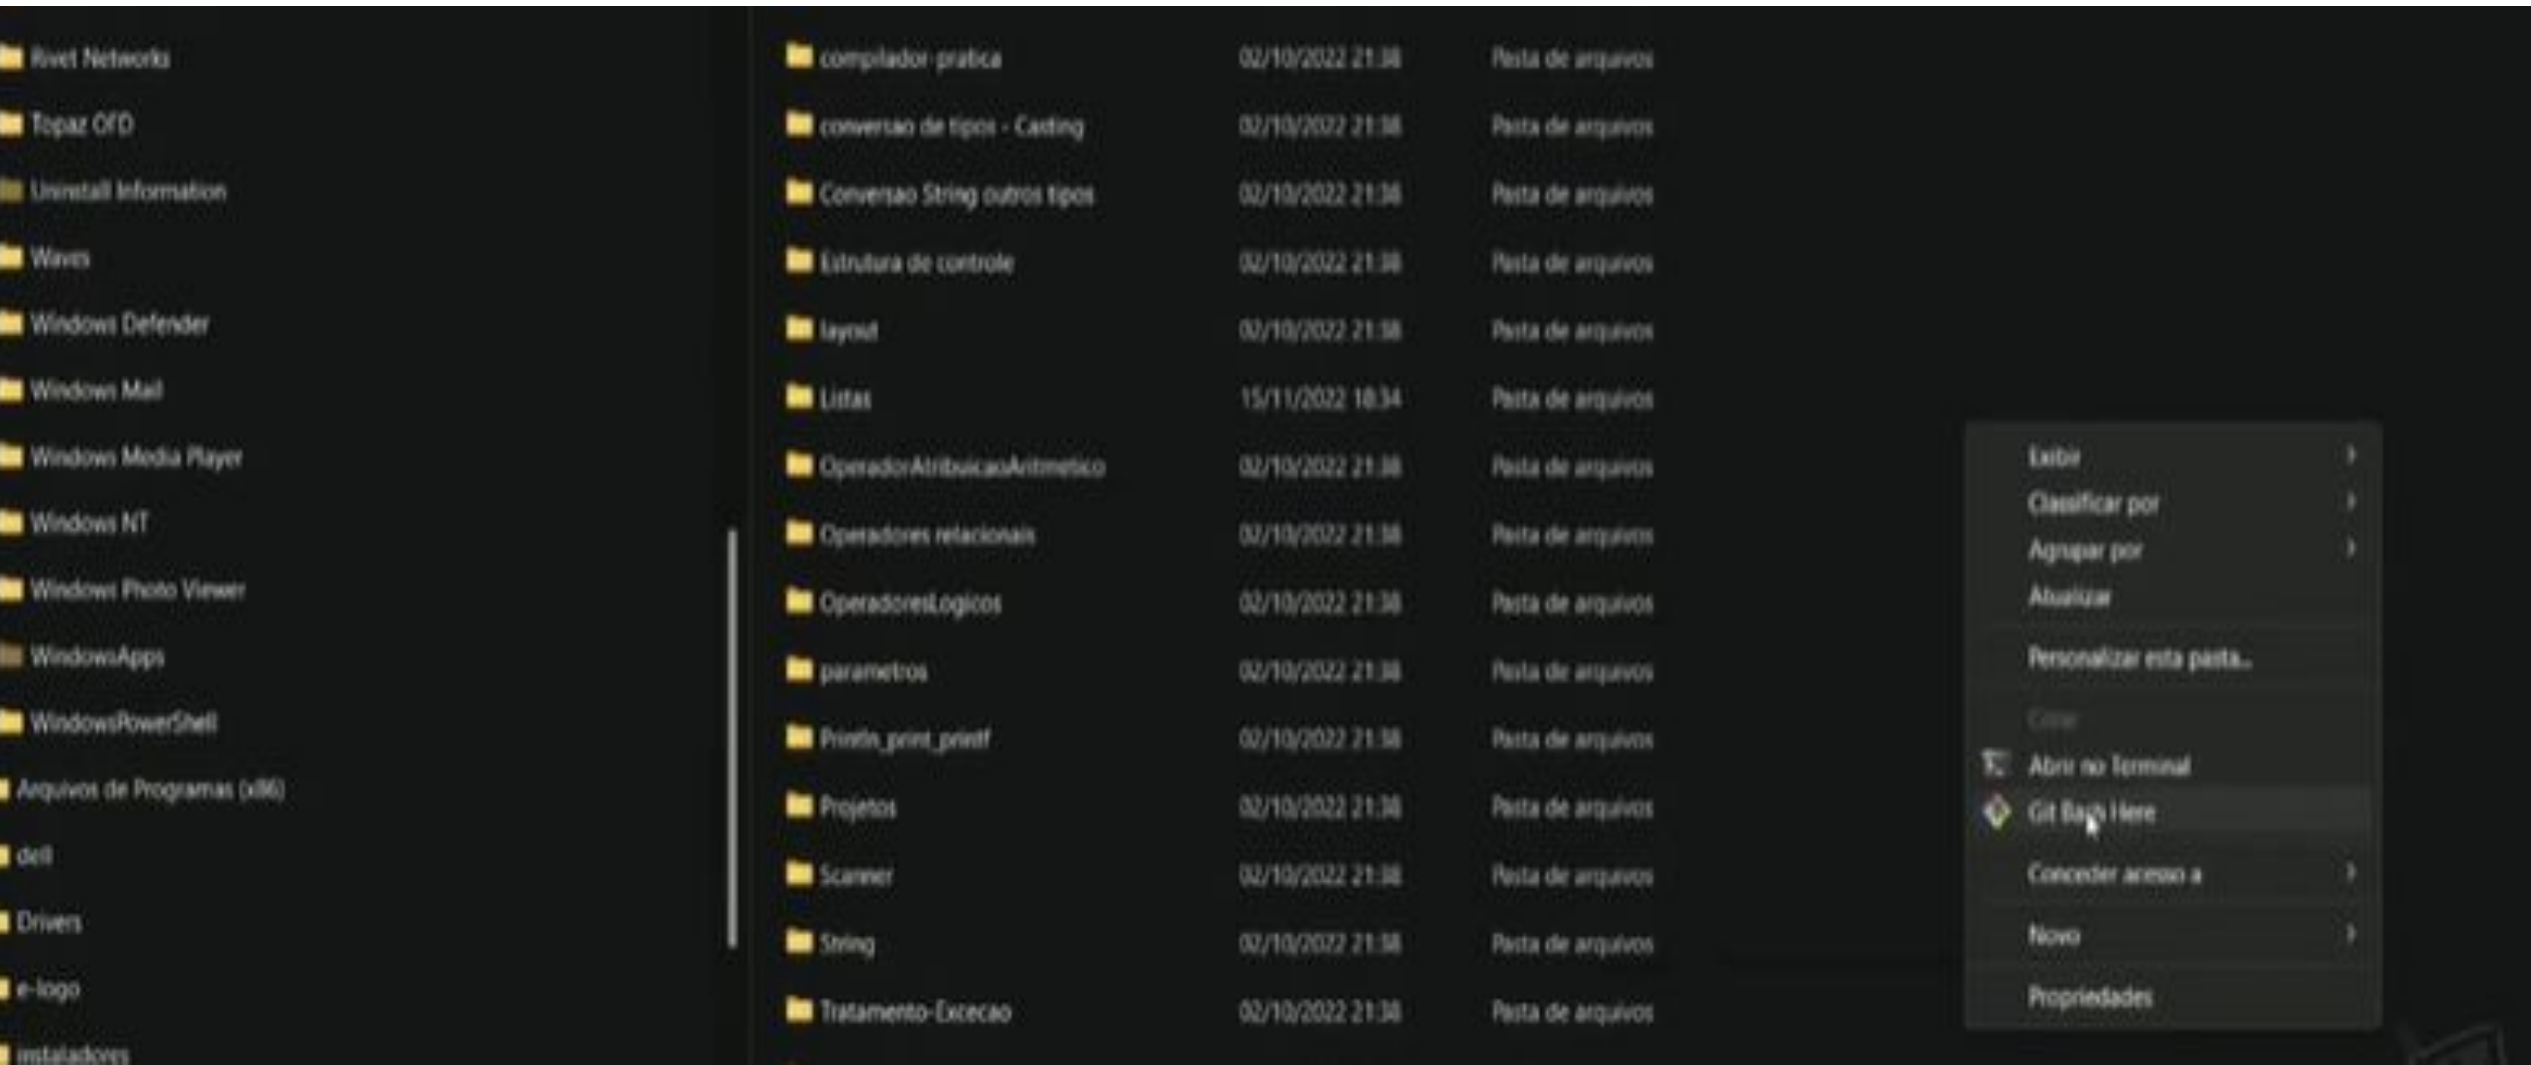 Rivet Networks
Topaz OFD
Uninstall Information
Waves
Windows Defender
Windows Mail
Windows Media Player
Windows NT
Windows Photo Viewer
WindowsApps
WindowsPowerShell
Arquivos de Programas (x86)
dell
Drivers
e-logo
instaladores
compilador-pratica 02/10/2022 21:38 Pasta de arquivos
conversao de tipos - Casting 02/10/2022 21:38 Pasta de arquivos
Conversao String outros tipos 02/10/2022 21:38 Pasta de arquivos
Estrutura de controle 02/10/2022 21:38 Pasta de arquivos
layout 02/10/2022 21:38 Pasta de arquivos
Listas 15/11/2022 18:34 Pasta de arquivos
OperadorAtribuicaoAritmetico 02/10/2022 21:38 Pasta de arquivos
Operadores relacionais 02/10/2022 21:38 Pasta de arquivos
OperadoresLogicos 02/10/2022 21:38 Pasta de arquivos
parametros 02/10/2022 21:38 Pasta de arquivos
Println_print_printf 02/10/2022 21:38 Pasta de arquivos
Projetos 02/10/2022 21:38 Pasta de arquivos
Scanner 02/10/2022 21:38 Pasta de arquivos
String 02/10/2022 21:38 Pasta de arquivos
Tratamento-Excecao 02/10/2022 21:38 Pasta de arquivos
Exibir
Classificar por
Agrupar por
Atualizar
Personalizar esta pasta...
Colar
Abrir no Terminal
Git Bash Here
Conceder acesso a
Novo
Propriedades